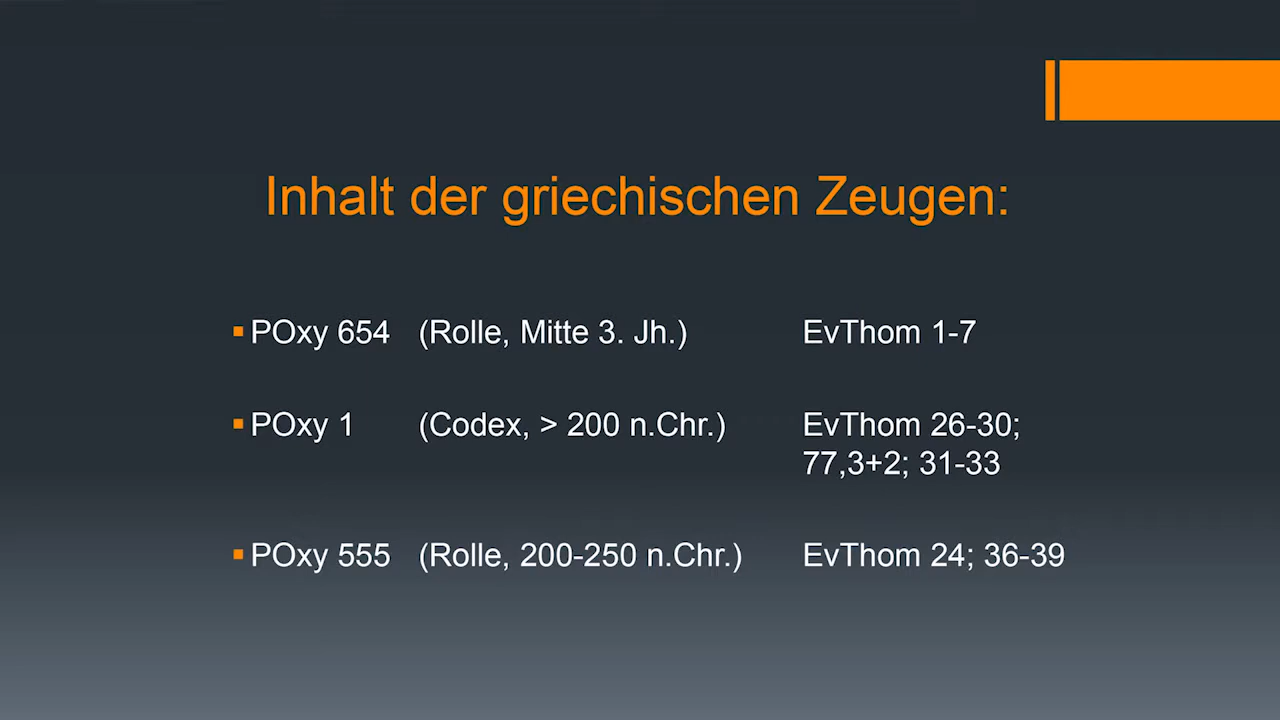 Inhalt der griechischen Zeugen:
POxy 654 (Rolle, Mitte 3. Jh.) EvThom 1-7
POxy 1 (Codex, > 200 n.Chr.) EvThom 26-30;
77,3+2; 31-33
POxy 555 (Rolle, 200-250 n.Chr.) EvThom 24; 36-39